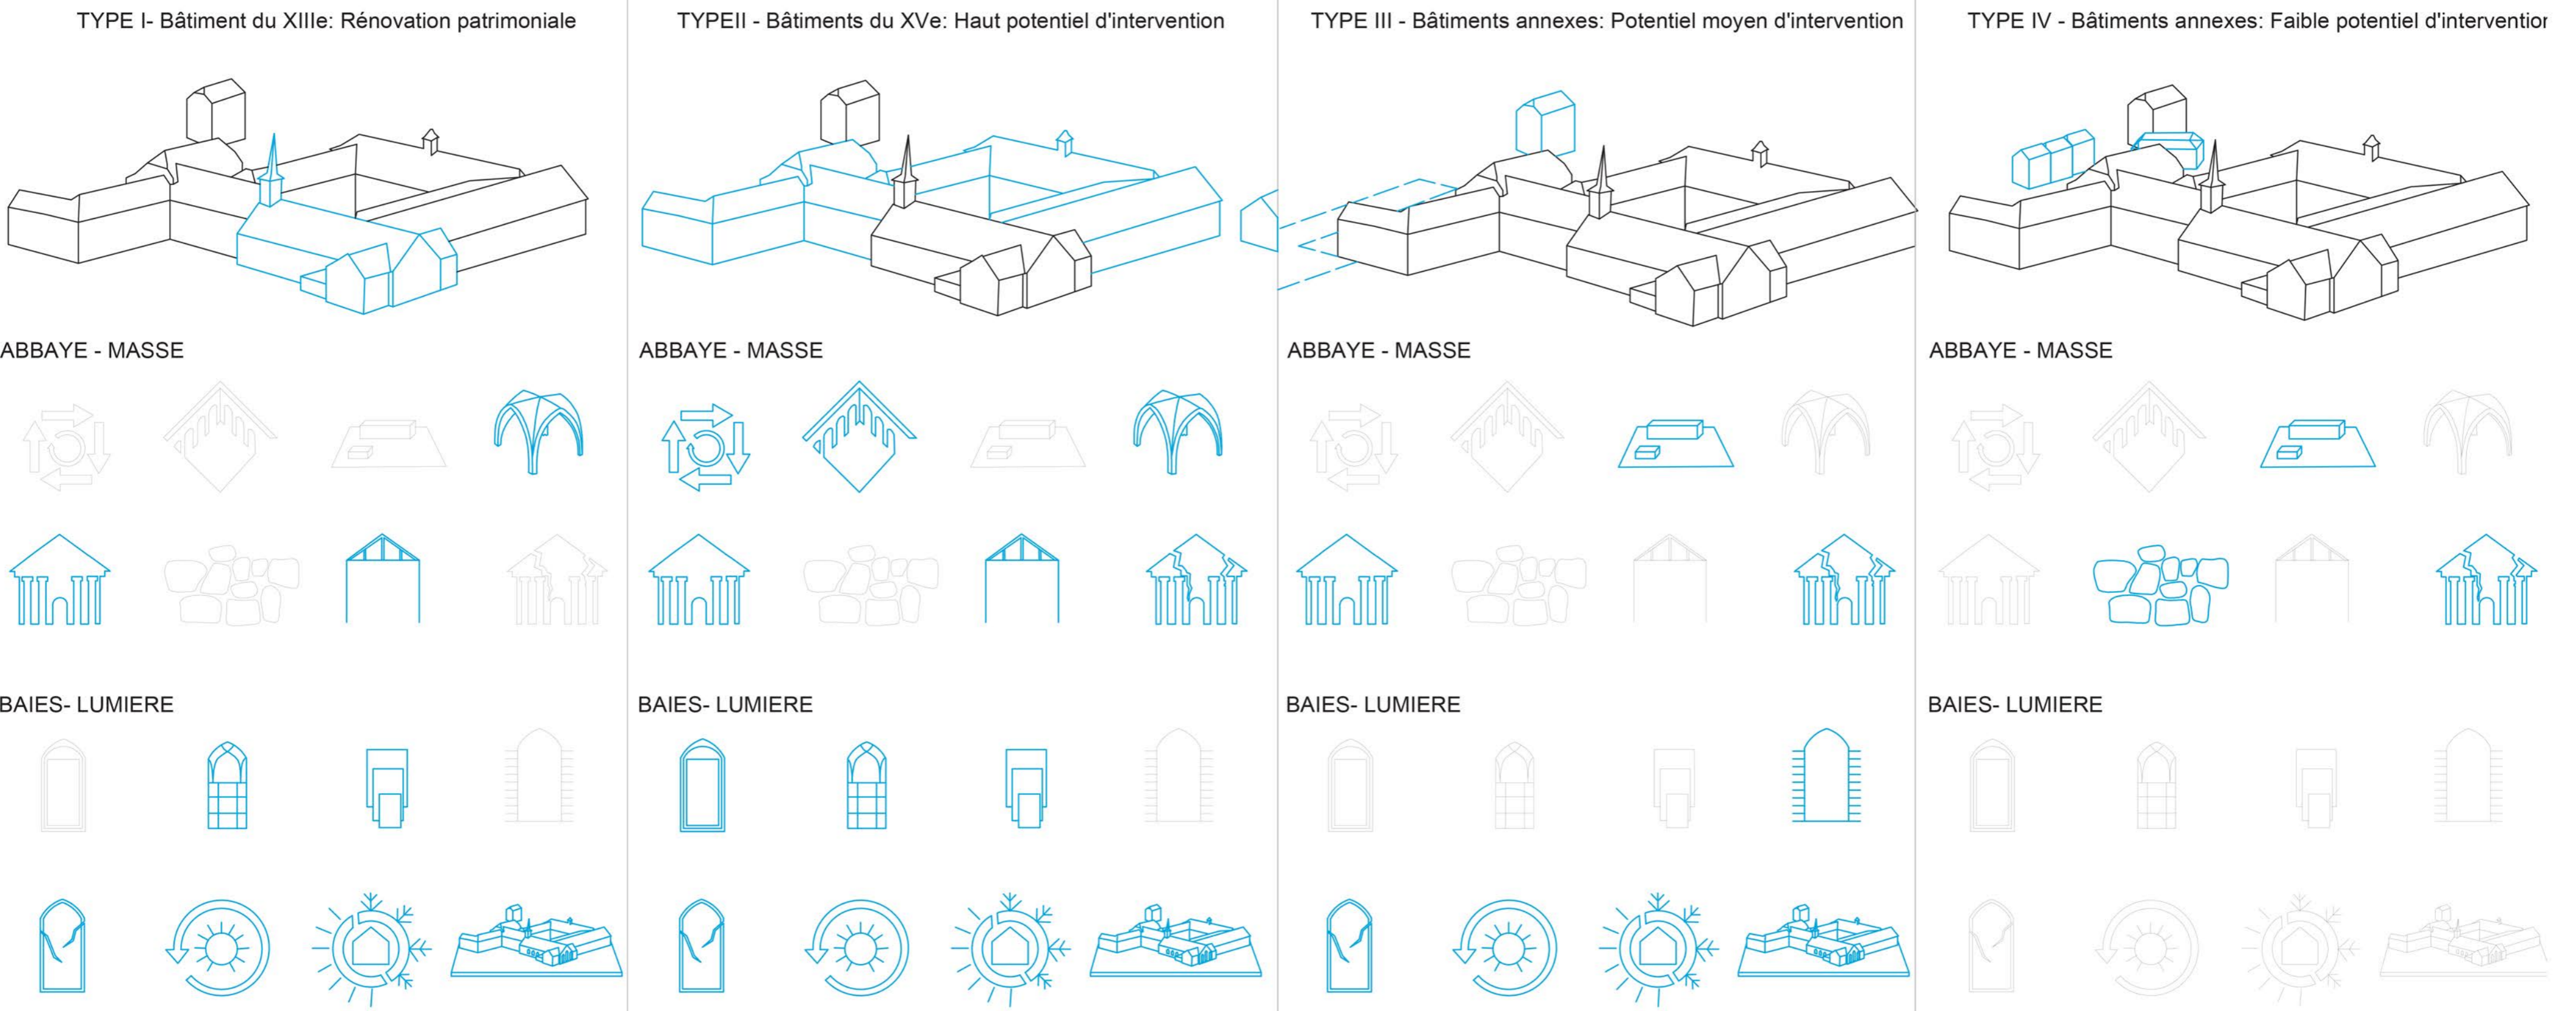 TYPE I- Bâtiment du XIIIe: Rénovation patrimoniale
TYPEII - Bâtiments du XVe: Haut potentiel d'intervention
TYPE III - Bâtiments annexes: Potentiel moyen d'intervention
TYPE IV - Bâtiments annexes: Faible potentiel d'intervention
ABBAYE - MASSE
ABBAYE - MASSE
ABBAYE - MASSE
ABBAYE - MASSE
BAIES- LUMIERE
BAIES- LUMIERE
BAIES- LUMIERE
BAIES- LUMIERE